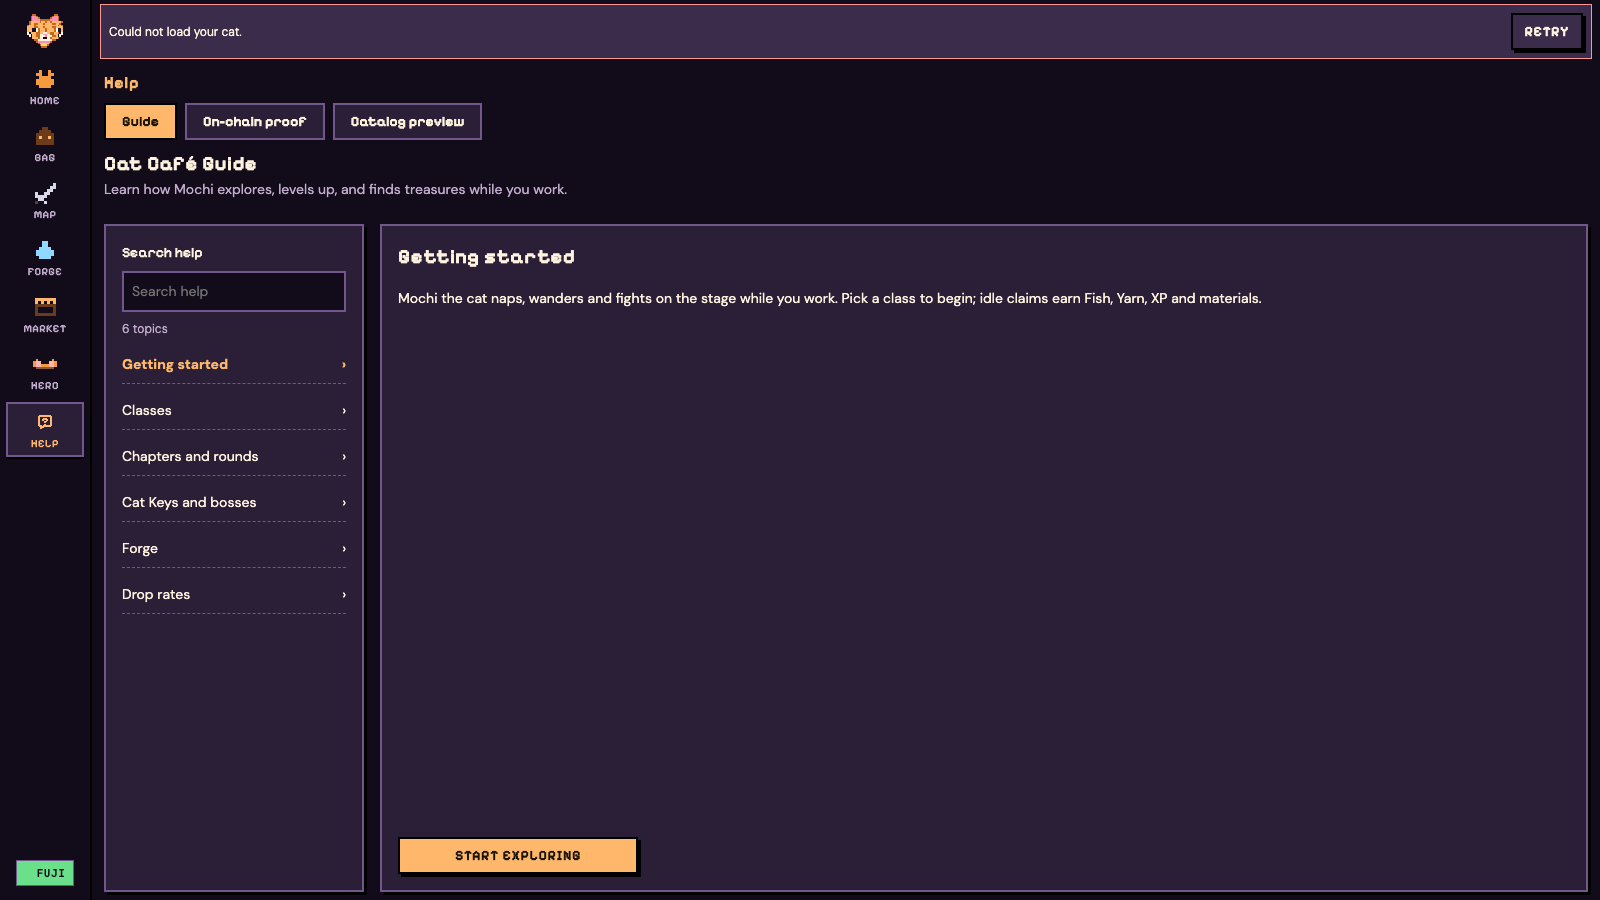 Could not load your cat.
RETRY
HOME
BAG
MAP
FORGE
MARKET
HERO
HELP
FUJI
Help
Guide
On-chain proof
Catalog preview
Cat Café Guide
Learn how Mochi explores, levels up, and finds treasures while you work.
Search help
Search help
6 topics
Getting started ›
Classes ›
Chapters and rounds ›
Cat Keys and bosses ›
Forge ›
Drop rates ›
Getting started
Mochi the cat naps, wanders and fights on the stage while you work. Pick a class to begin; idle claims earn Fish, Yarn, XP and materials.
START EXPLORING